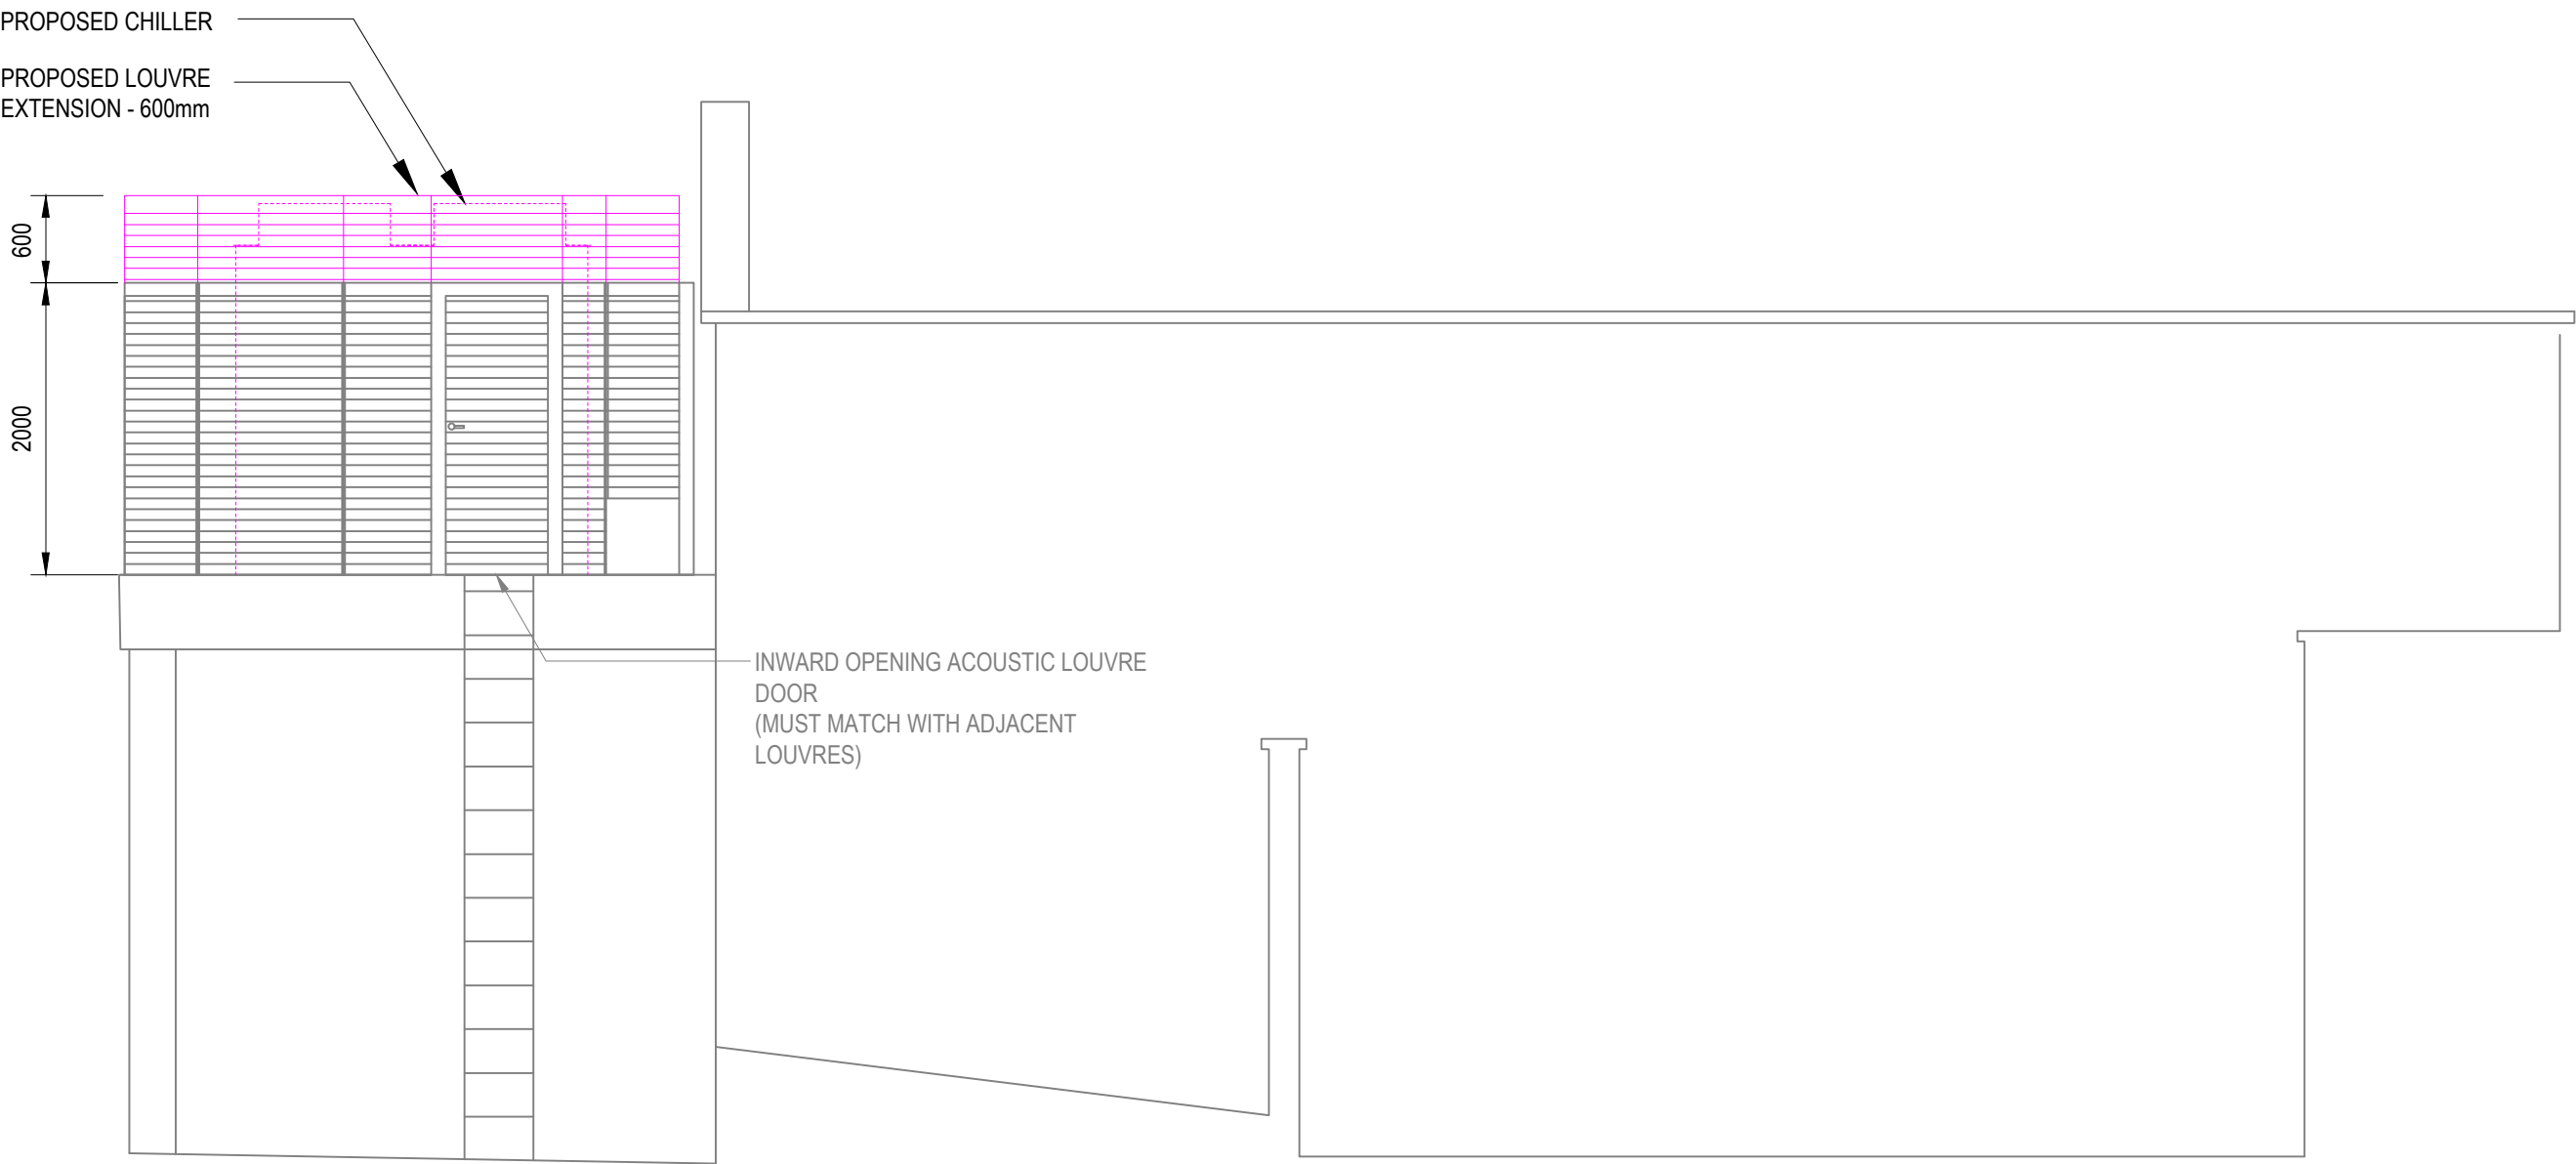 PROPOSED CHILLER
PROPOSED LOUVRE
EXTENSION - 600mm
600
2000
INWARD OPENING ACOUSTIC LOUVRE
DOOR
(MUST MATCH WITH ADJACENT
LOUVRES)